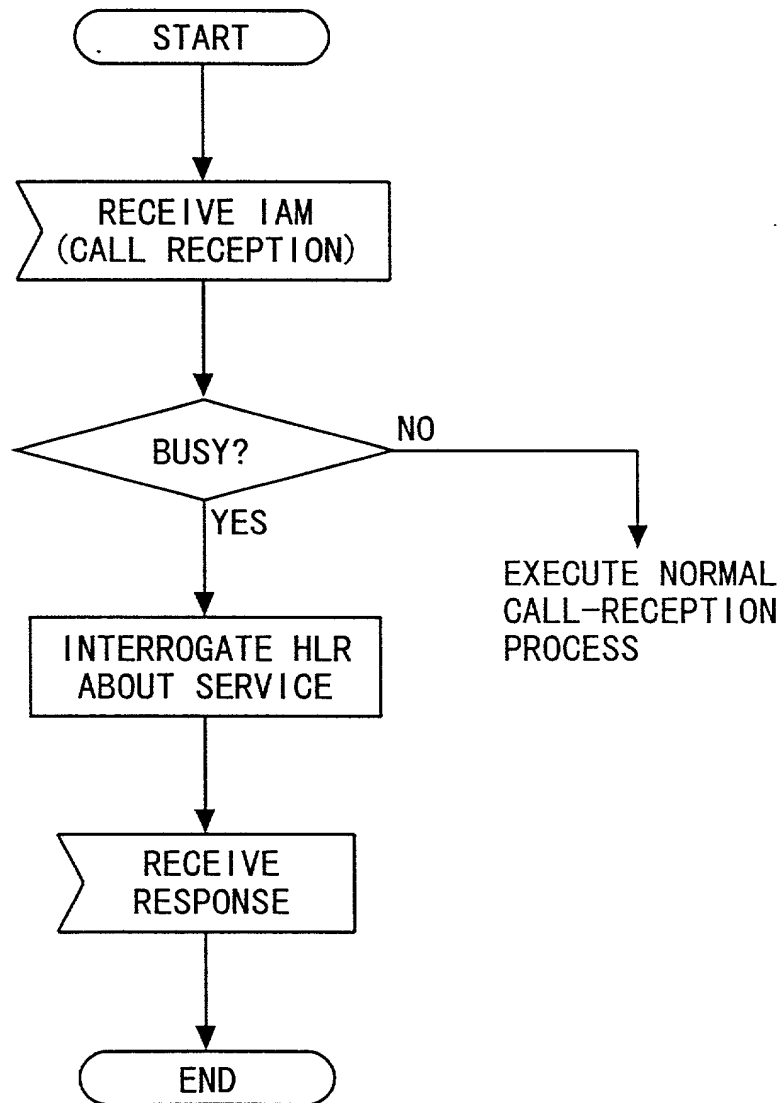 START
RECEIVE IAM
(CALL RECEPTION)
BUSY?
NO
YES
EXECUTE NORMAL
CALL-RECEPTION
PROCESS
INTERROGATE HLR
ABOUT SERVICE
RECEIVE
RESPONSE
END